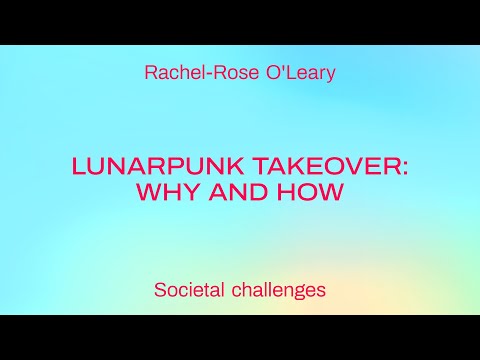 Rachel-Rose O'Leary
LUNARPUNK TAKEOVER:
WHY AND HOW
Societal challenges